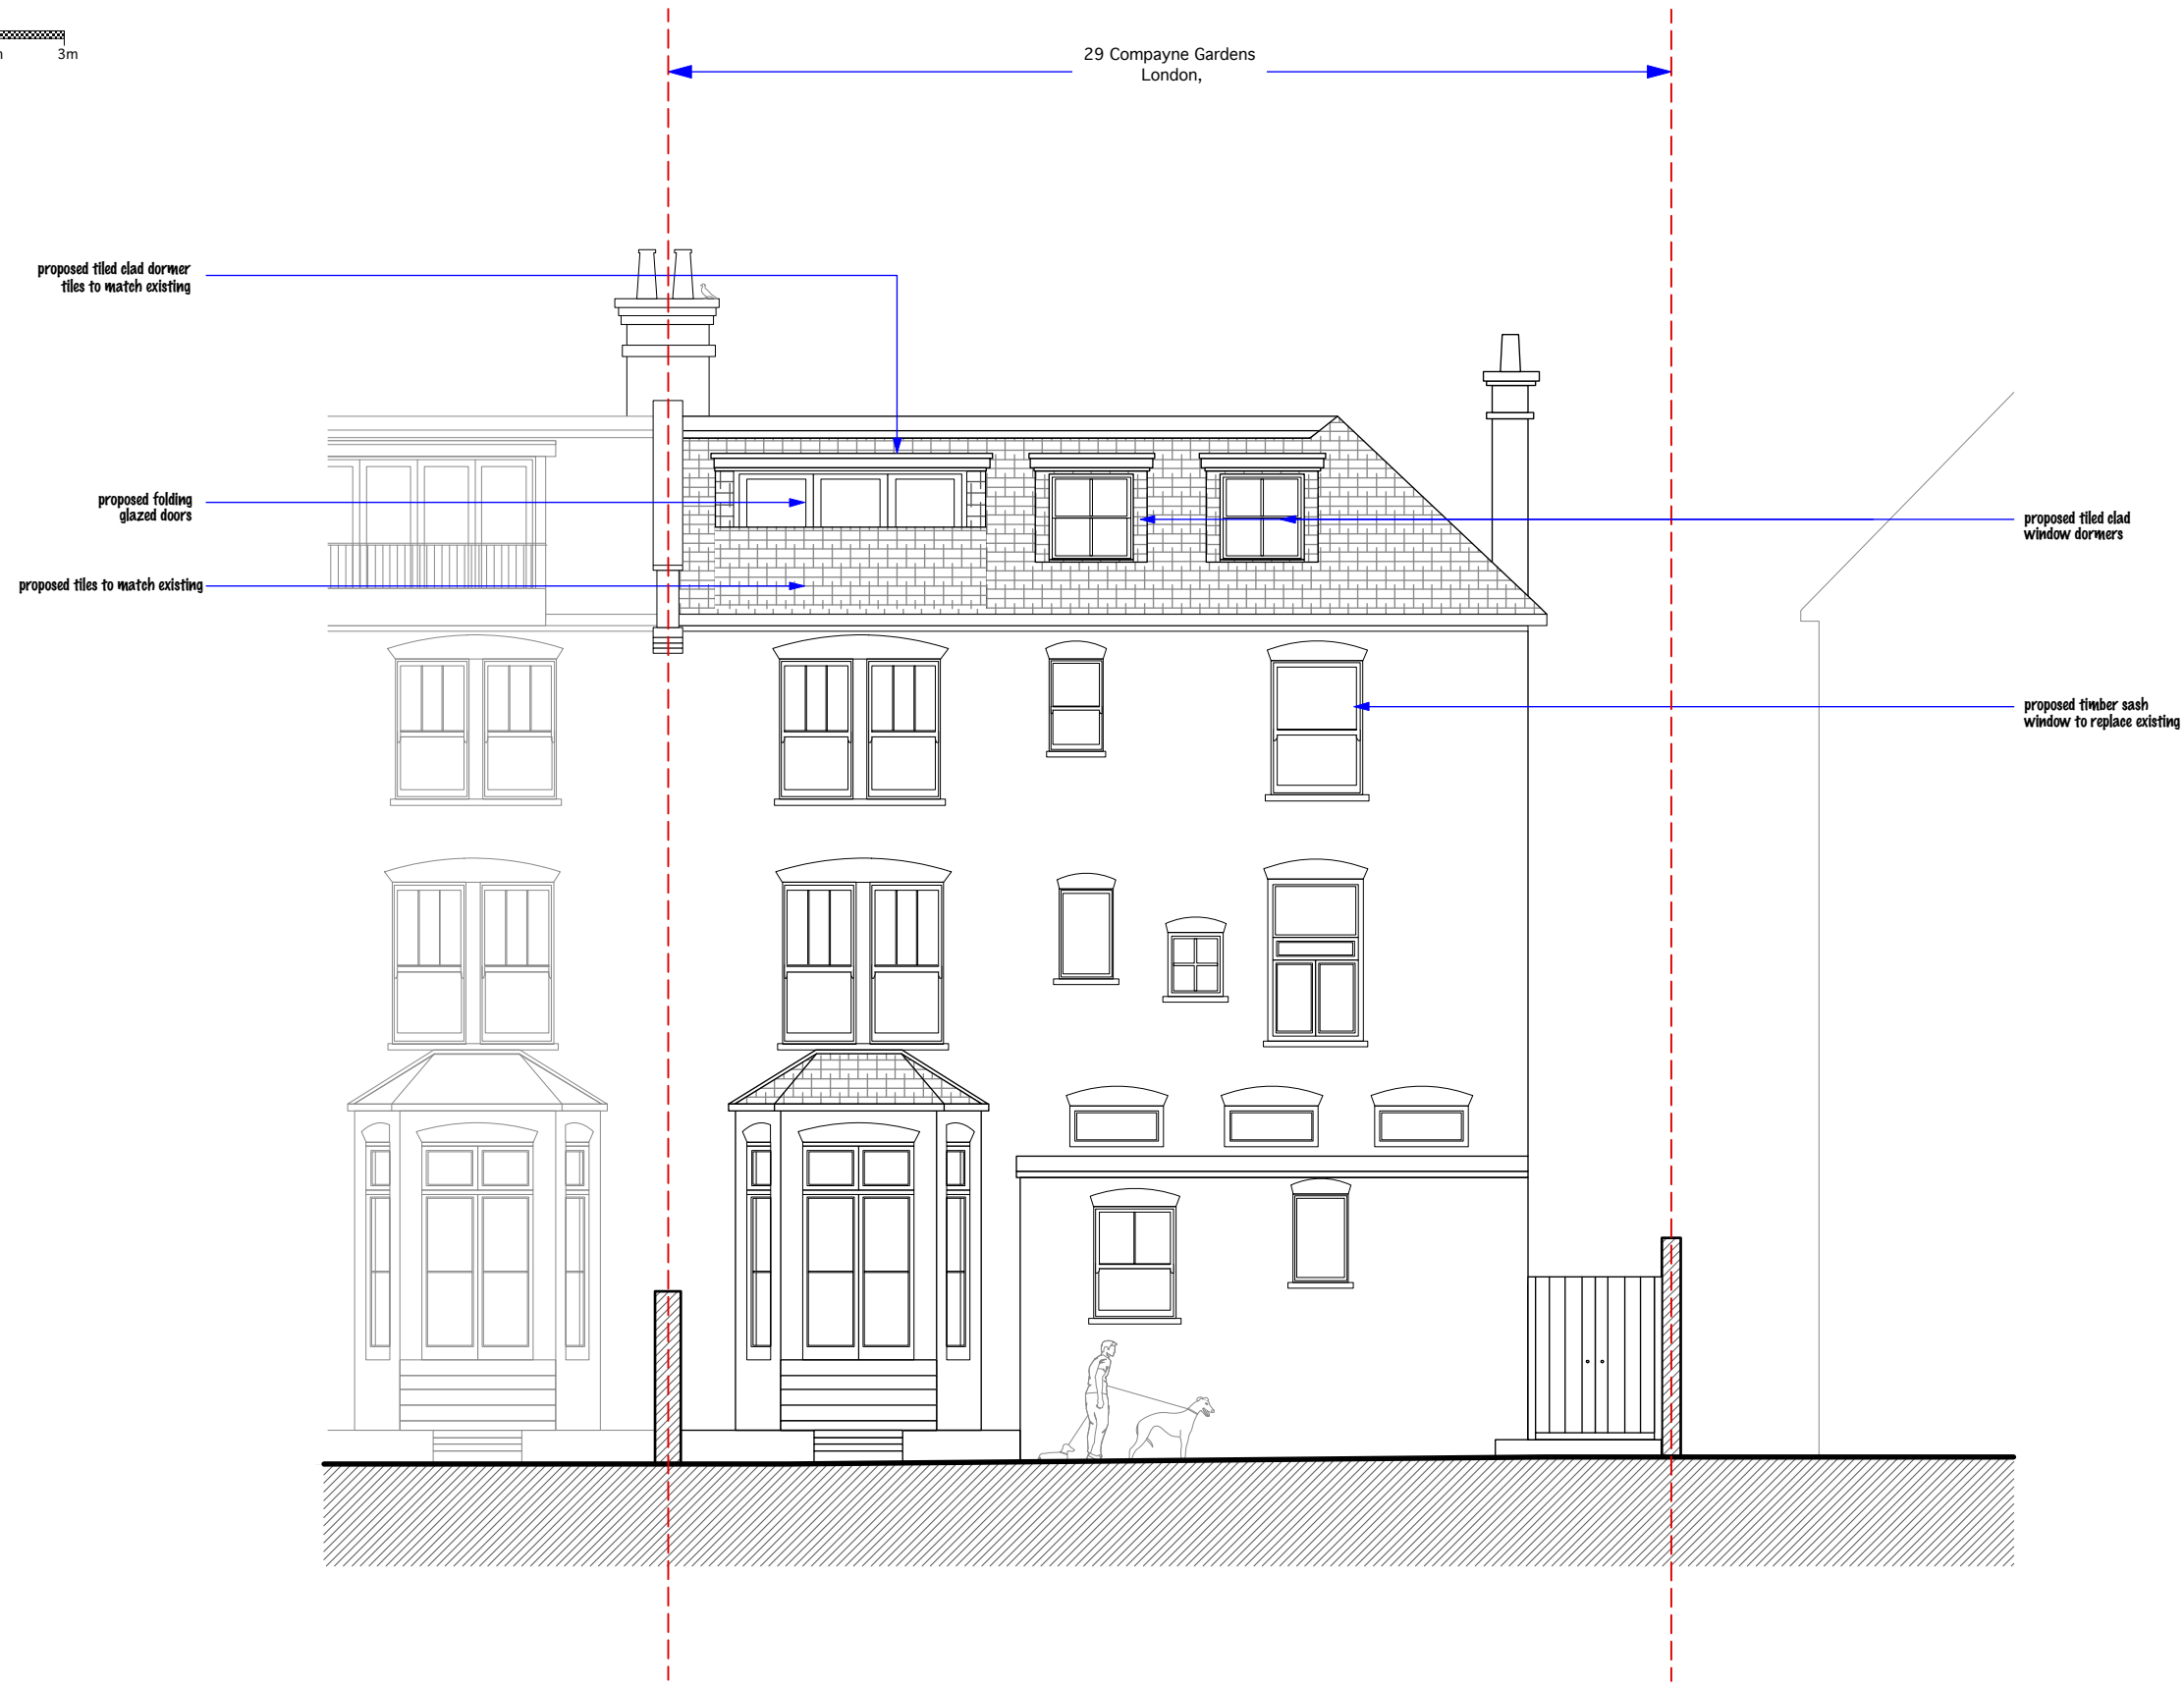 3m
29 Compayne Gardens
London,
proposed tiled clad dormer
tiles to match existing
proposed folding
glazed doors
proposed tiled clad
window dormers
proposed tiles to match existing
proposed timber sash
window to replace existing